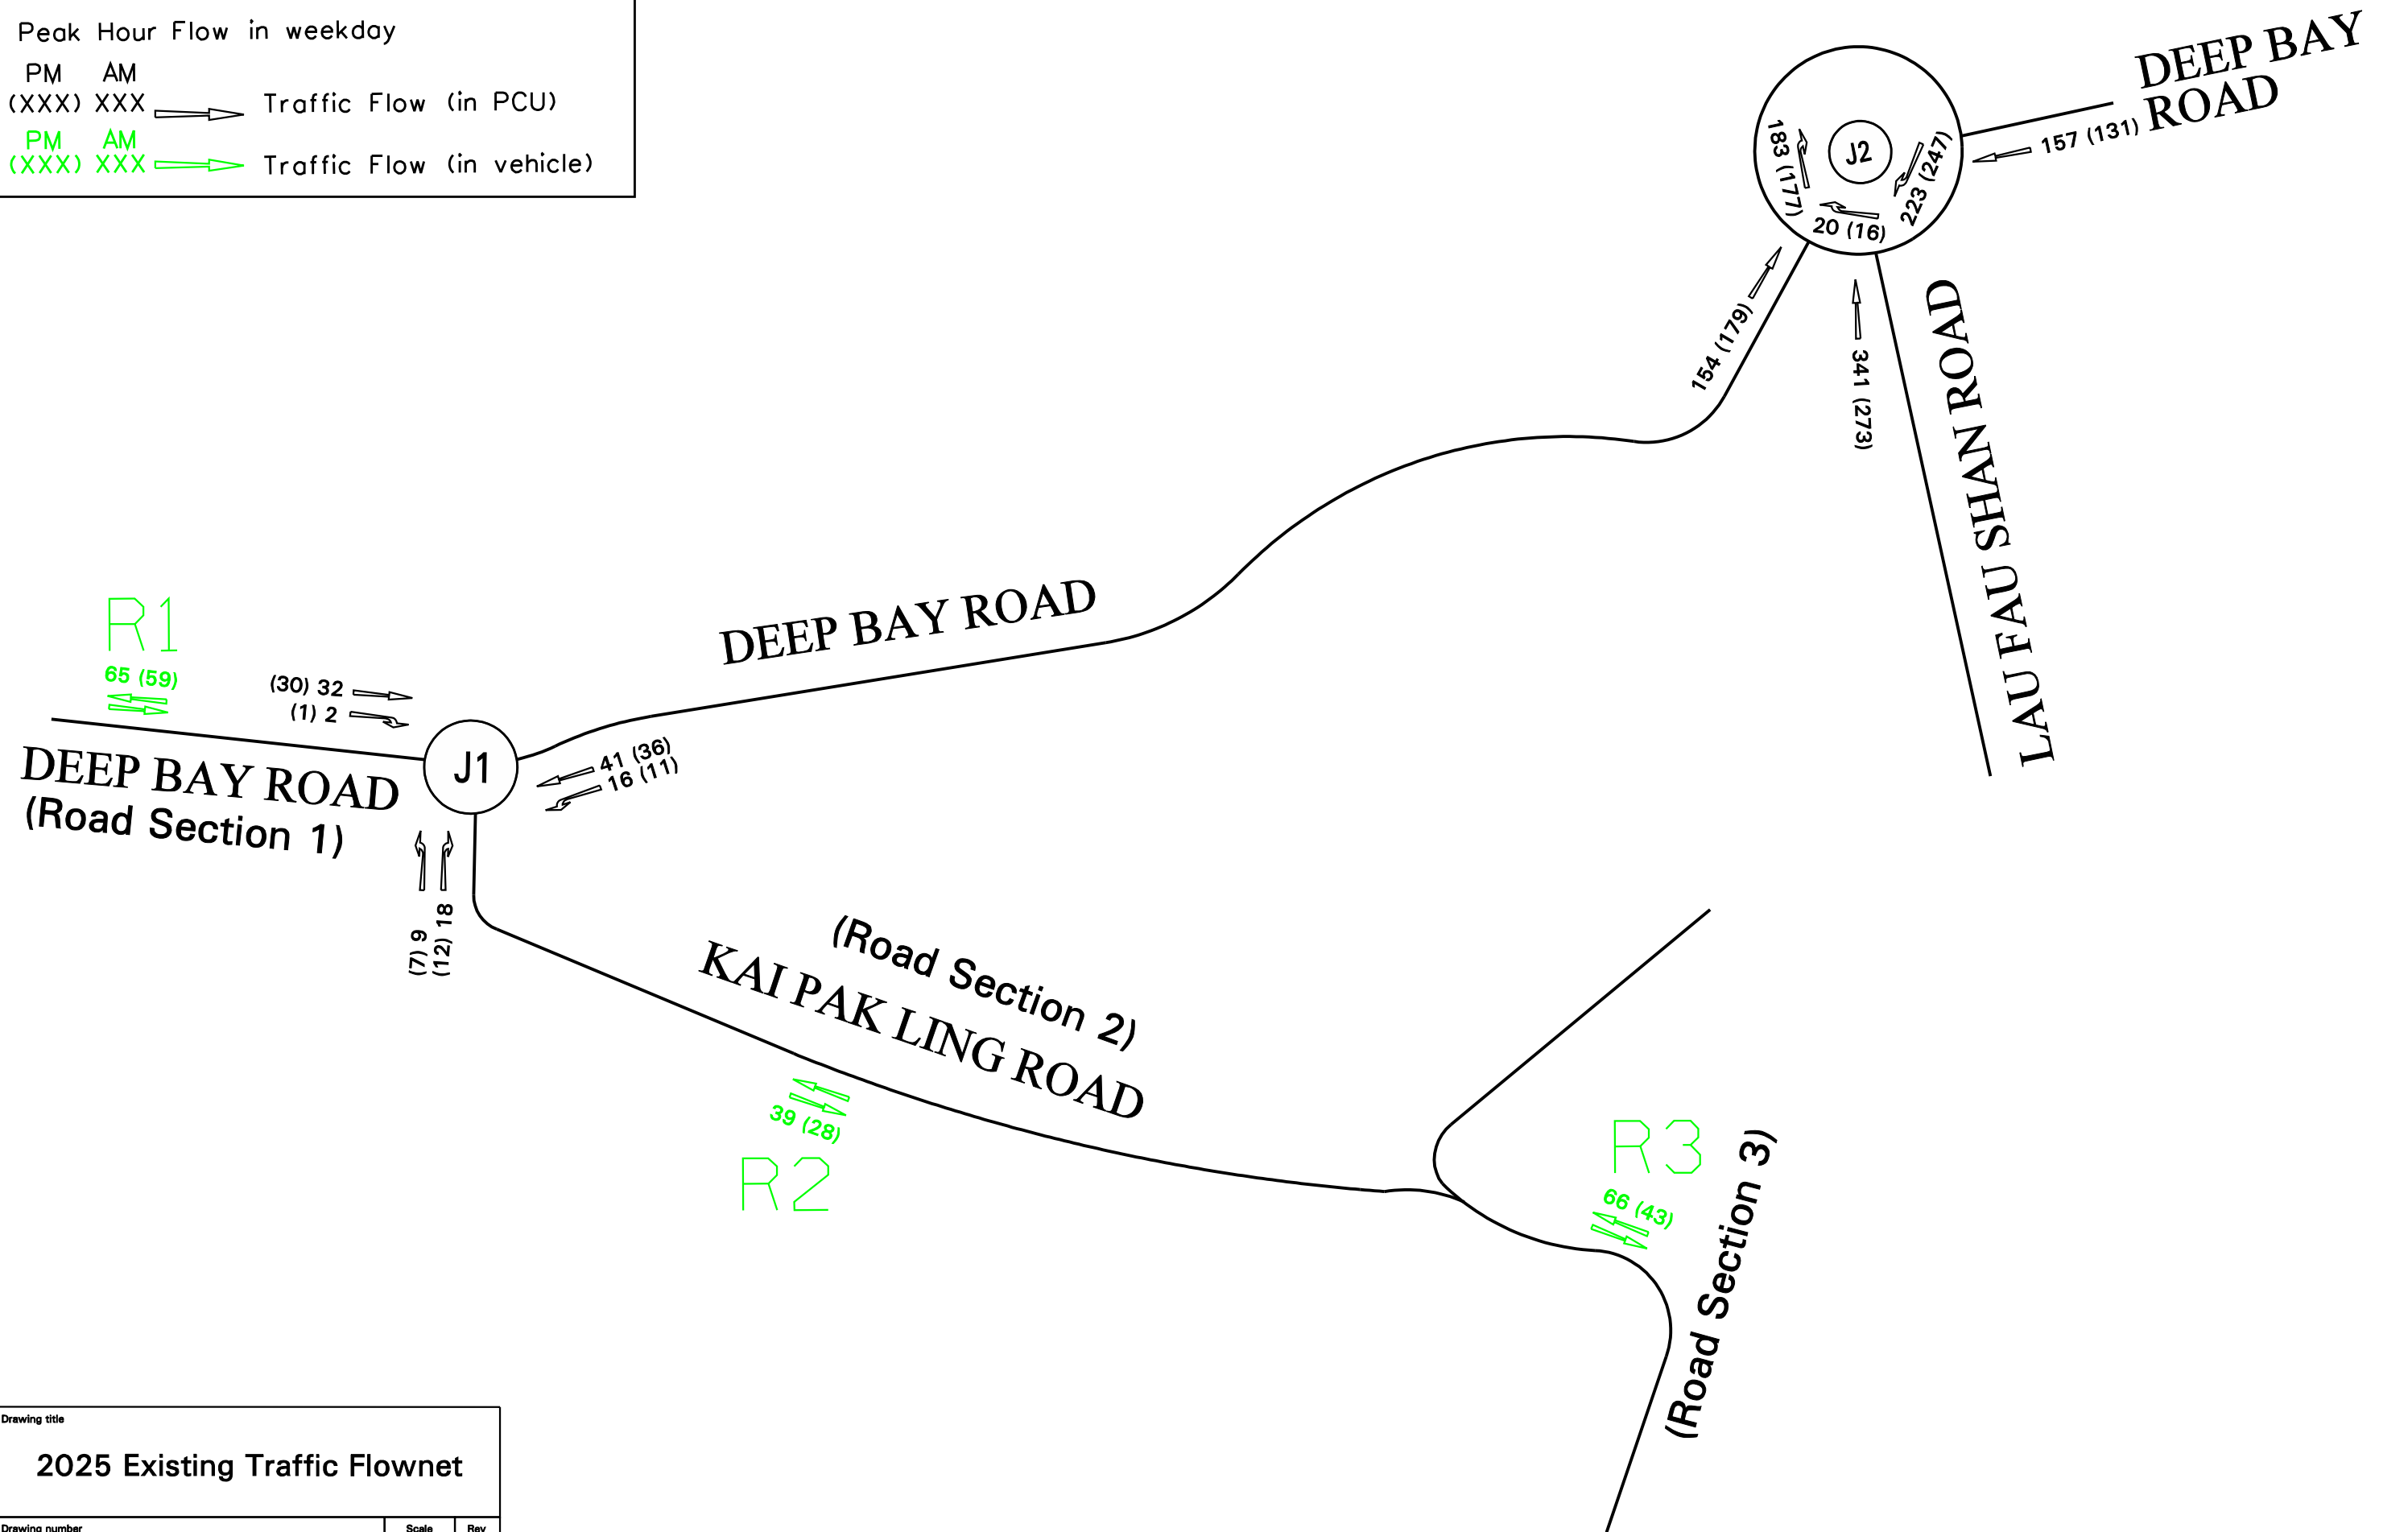 Peak Hour Flow in weekday
PM AM
(XXX) XXX Traffic Flow (in PCU)
PM AM
(XXX) XXX Traffic Flow (in vehicle)
DEEP BAY
ROAD
157 (131)
J2
183 (177)
223 (247)
20 (16)
154 (179)
341 (273)
LAU FAU SHAN ROAD
DEEP BAY ROAD
R1
65 (59)
(30) 32
(1) 2
J1
41 (36)
16 (11)
DEEP BAY ROAD
(Road Section 1)
(7) 9
(12) 18
(Road Section 2)
KAI PAK LING ROAD
39 (28)
R2
R3
66 (43)
(Road Section 3)
Drawing title
2025 Existing Traffic Flownet
Drawing number Scale Rev